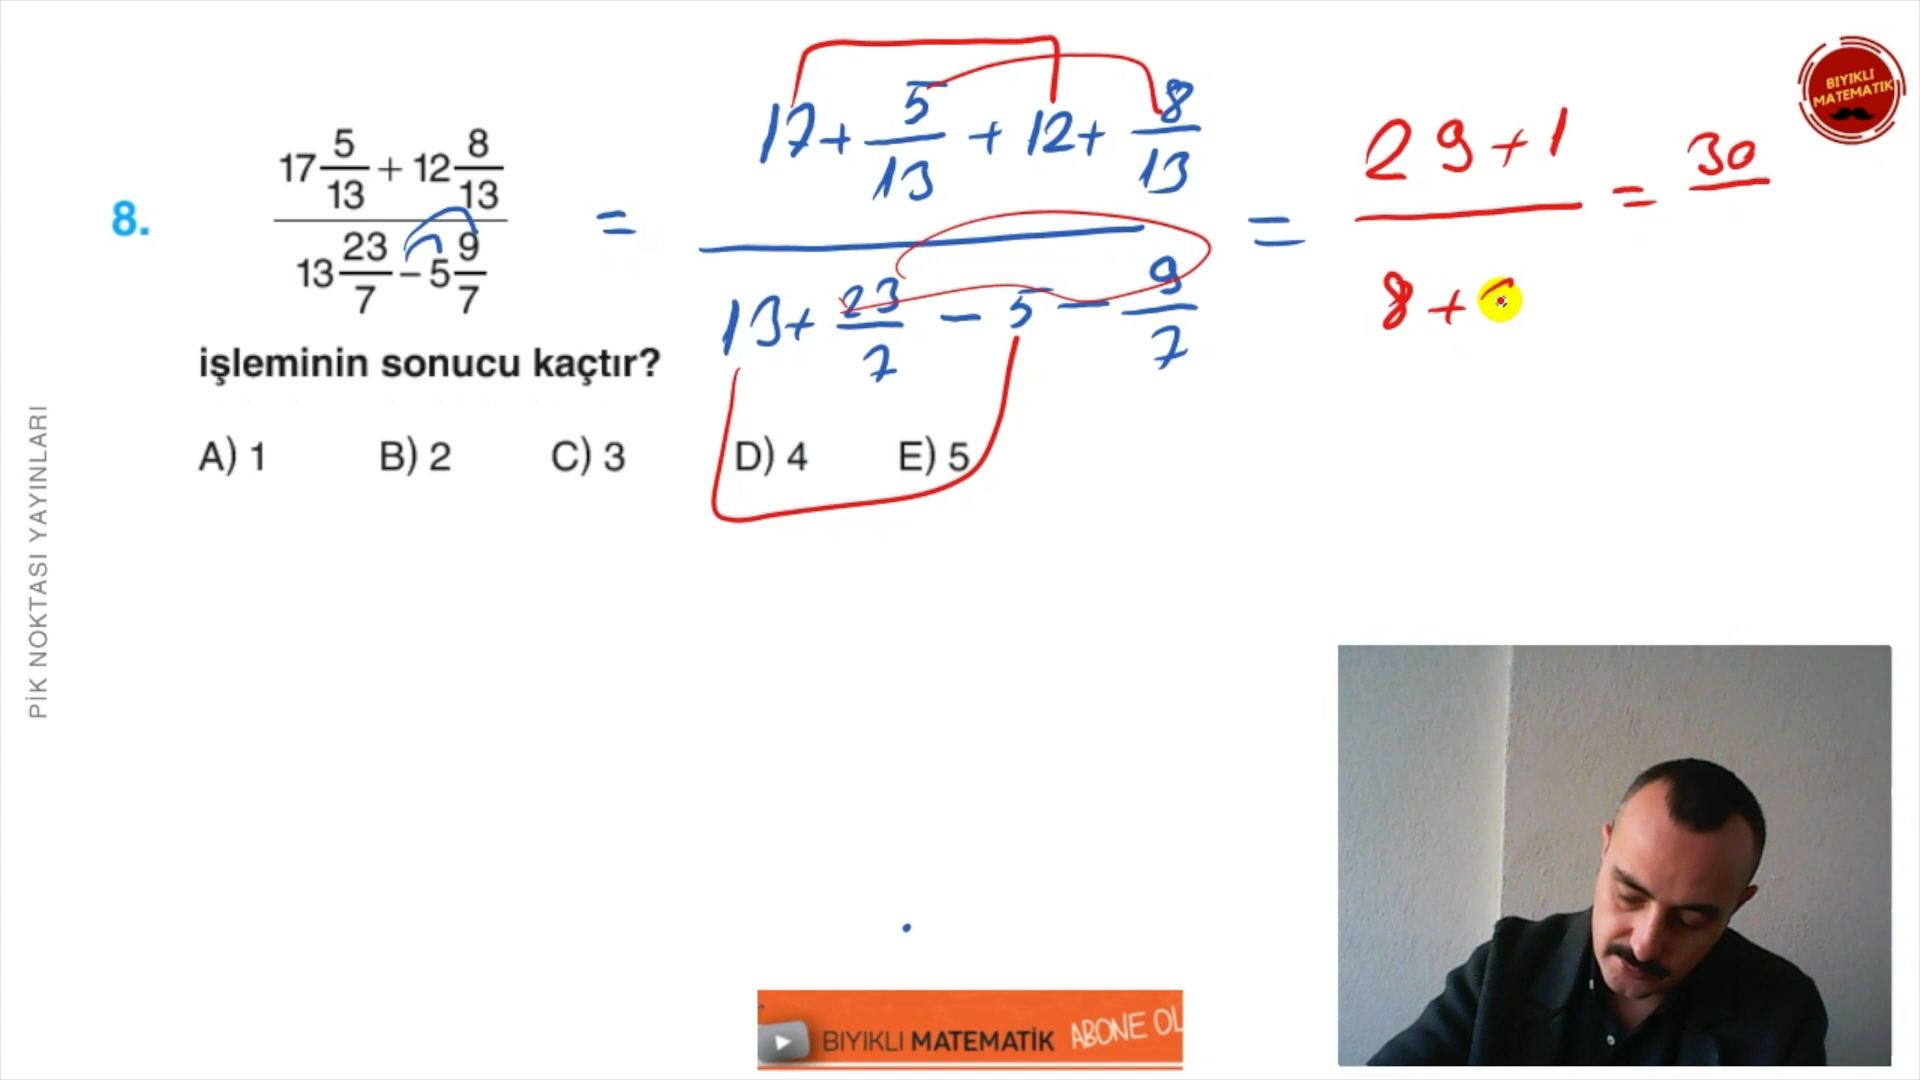 8.
17 5/13 + 12 8/13
13 23/7 - 5 9/7
=
17 + 5/13 + 12 + 8/13
13 + 23/7 - 5 - 9/7
=
29 + 1
8 +
= 30
işleminin sonucu kaçtır?
A) 1 B) 2 C) 3 D) 4 E) 5
PİK NOKTASI YAYINLARI
BIYIKLI
MATEMATİK
BIYIKLI MATEMATİK ABONE OL